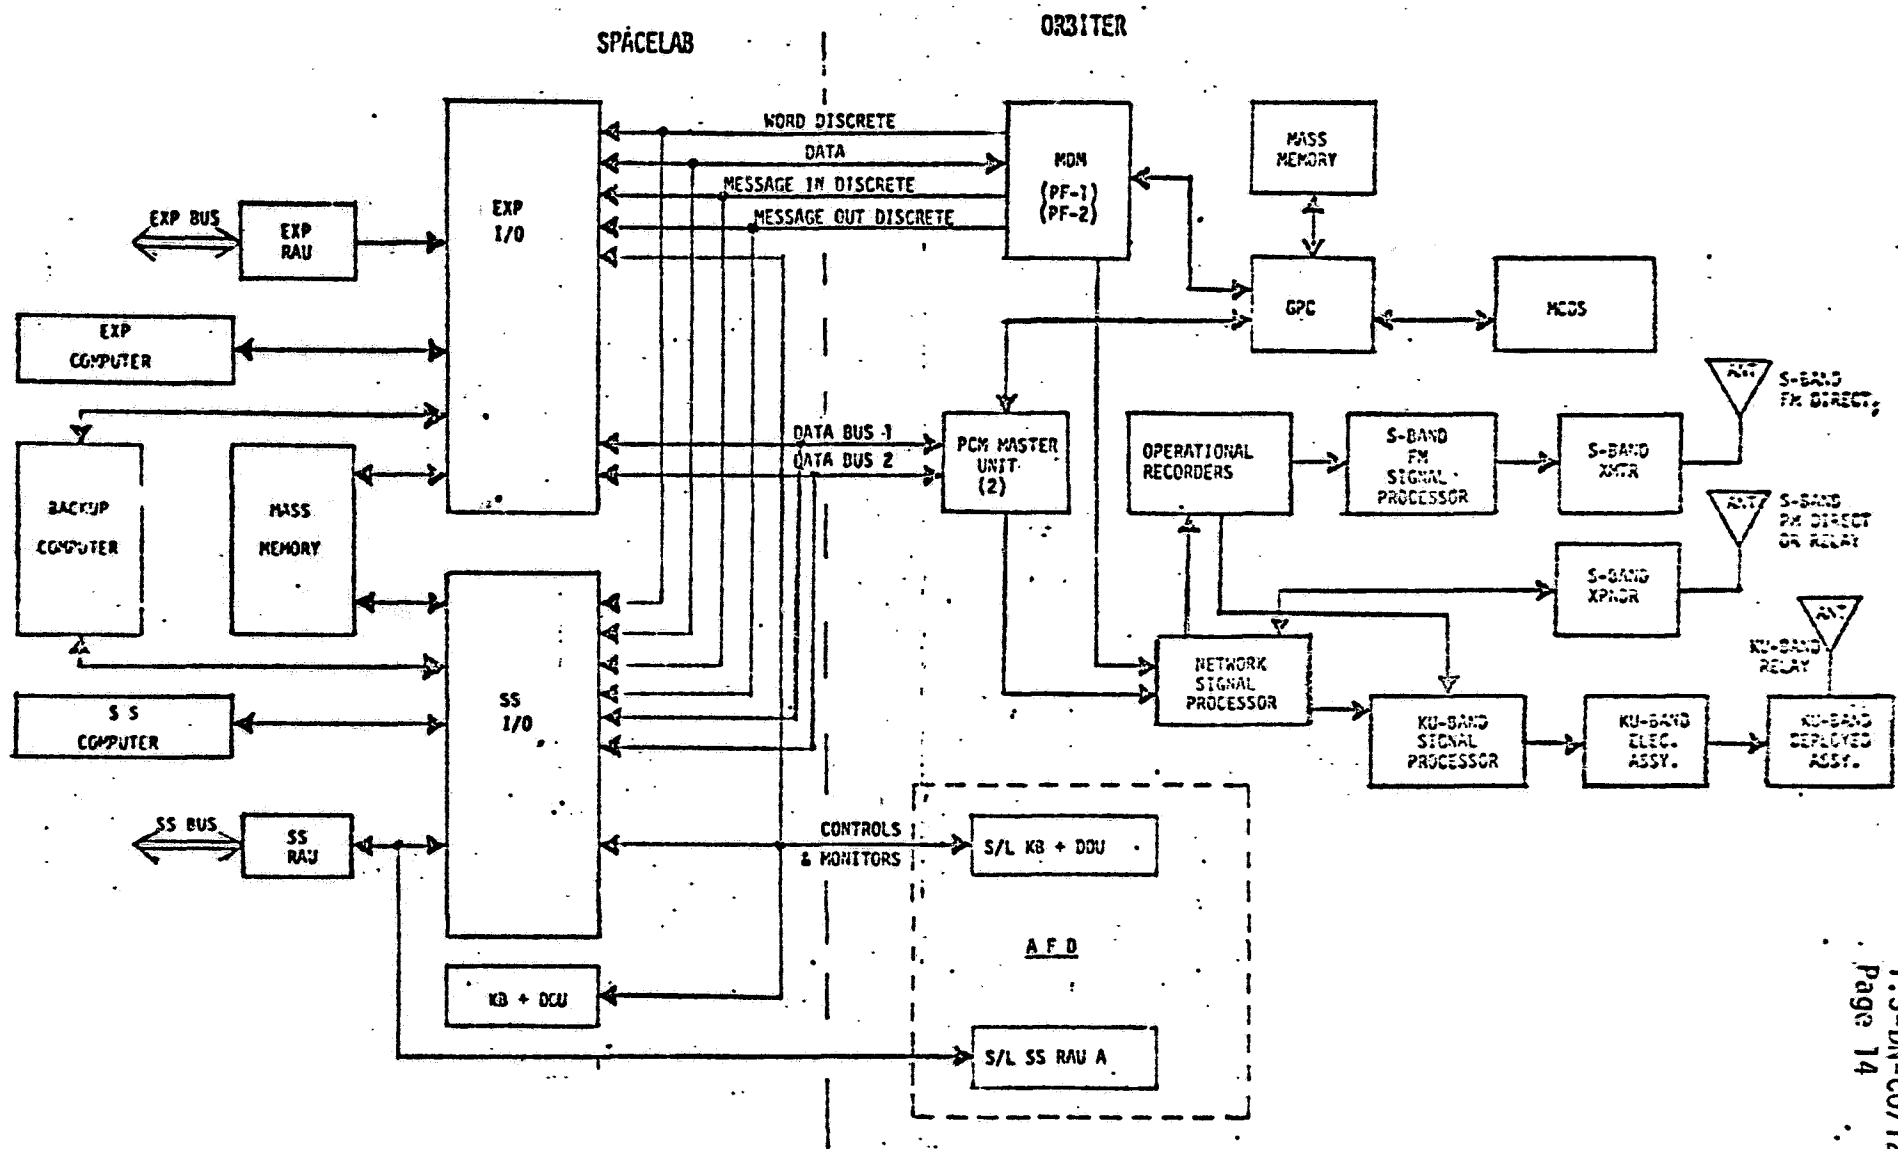 SPACELAB
ORBITER
WORD DISCRETE
DATA
MESSAGE IN DISCRETE
MESSAGE OUT DISCRETE
EXP
I/O
MDM
(PF-1)
(PF-2)
MASS
MEMORY
EXP BUS
EXP
RAU
GPC
MCDS
EXP
COMPUTER
ANT
S-BAND
FM DIRECT
DATA BUS 1
DATA BUS 2
PCM MASTER
UNIT
(2)
OPERATIONAL
RECORDERS
S-BAND
FM
SIGNAL
PROCESSOR
S-BAND
XMTR
BACKUP
COMPUTER
MASS
MEMORY
ANT
S-BAND
PM DIRECT
OR RELAY
S-BAND
XPNDR
ANT
KU-BAND
RELAY
NETWORK
SIGNAL
PROCESSOR
SS
I/O
S S
COMPUTER
KU-BAND
SIGNAL
PROCESSOR
KU-BAND
ELEC.
ASSY.
KU-BAND
DEPLOYED
ASSY.
SS BUS
SS
RAU
CONTROLS
& MONITORS
S/L KB + DDU
A F D
KB + DDU
S/L SS RAU A
Page 14